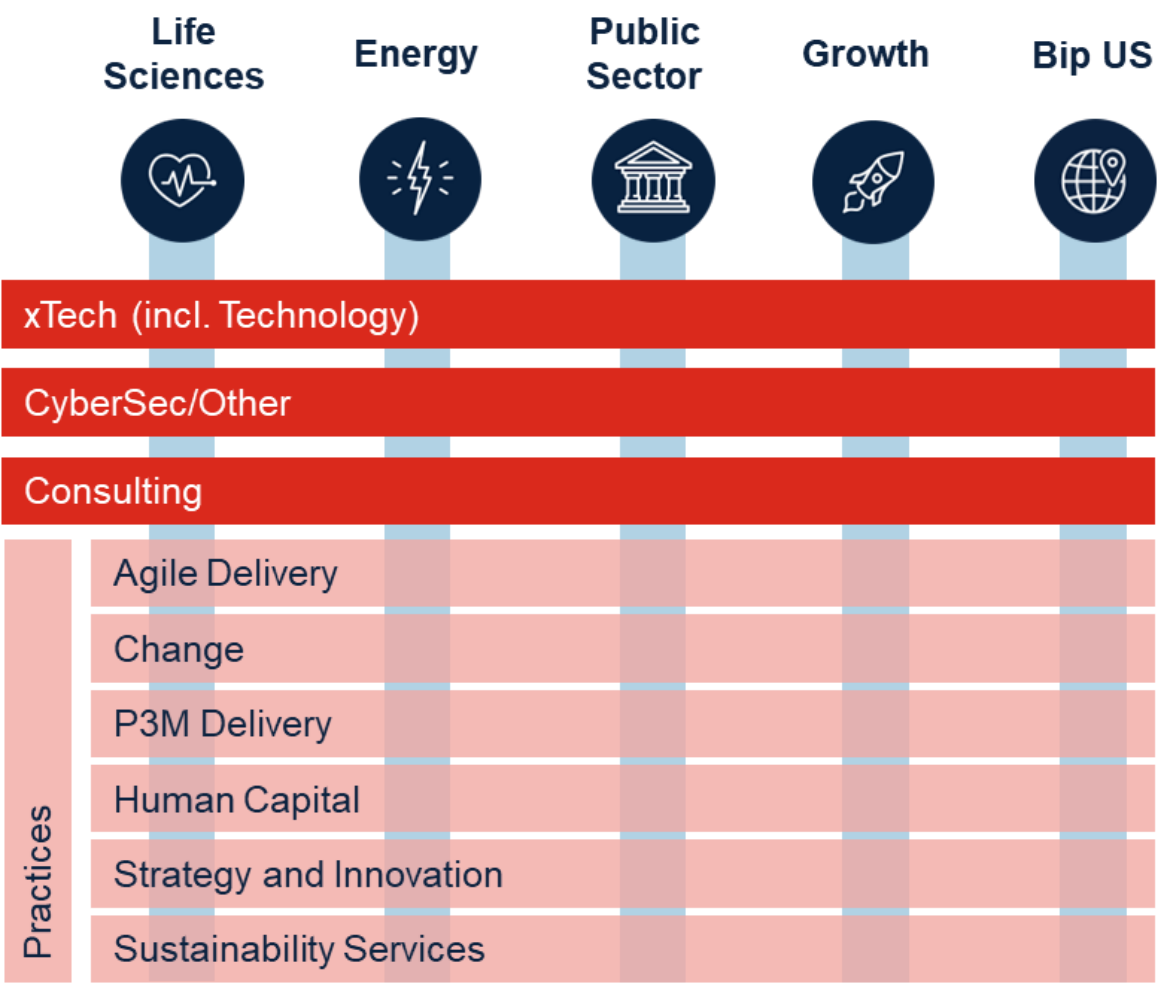 Life
Sciences
Energy
Public
Sector
Growth
Bip US
xTech (incl. Technology)
CyberSec/Other
Consulting
Practices
Agile Delivery
Change
P3M Delivery
Human Capital
Strategy and Innovation
Sustainability Services